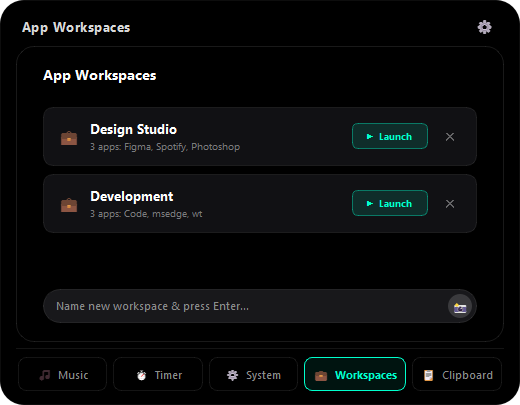 App Workspaces
App Workspaces
Design Studio
3 apps: Figma, Spotify, Photoshop
Launch
Development
3 apps: Code, msedge, wt
Launch
Name new workspace & press Enter...
Music
Timer
System
Workspaces
Clipboard